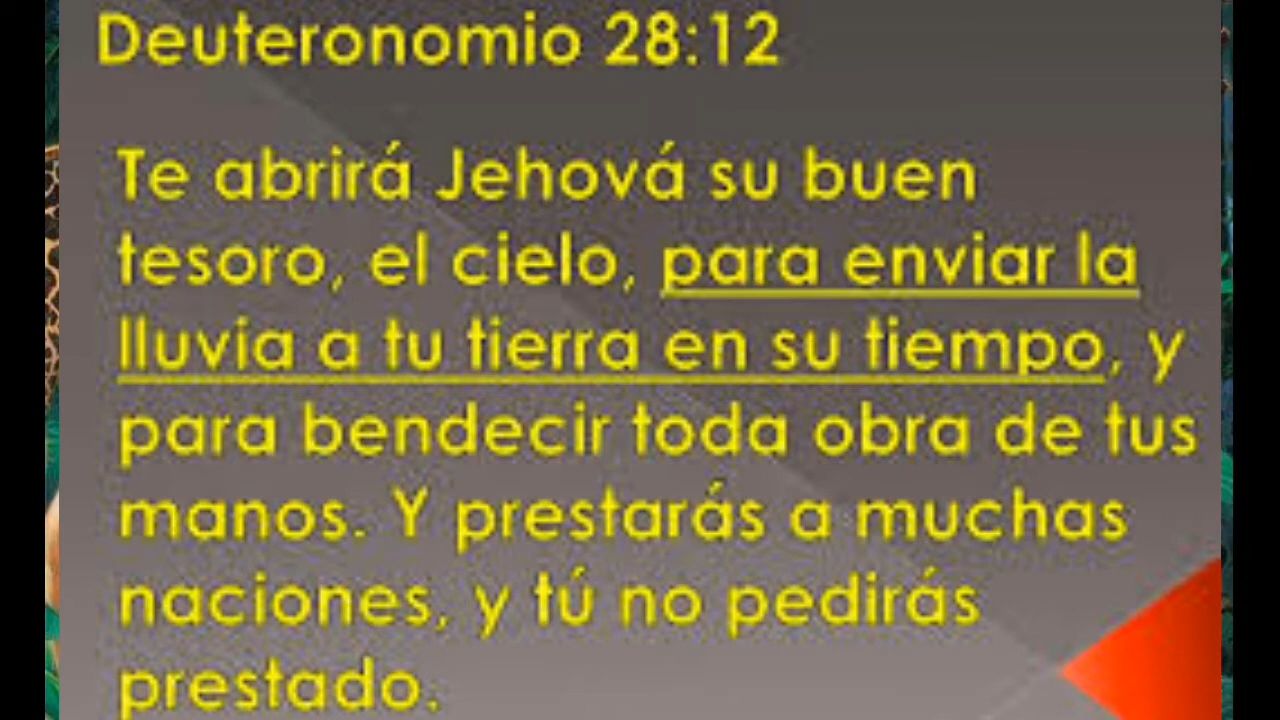 Deuteronomio 28:12
Te abrirá Jehová su buen
tesoro, el cielo, para enviar la
lluvia a tu tierra en su tiempo, y
para bendecir toda obra de tus
manos. Y prestarás a muchas
naciones, y tú no pedirás
prestado.